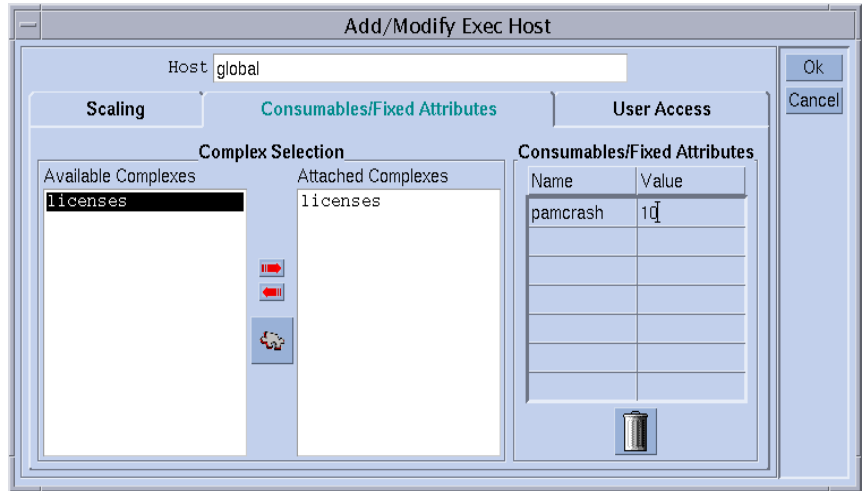 Add/Modify Exec Host
Host global
Ok
Cancel
Scaling Consumables/Fixed Attributes User Access
Complex Selection Consumables/Fixed Attributes
Available Complexes Attached Complexes Name Value
licenses licenses
pamcrash 10